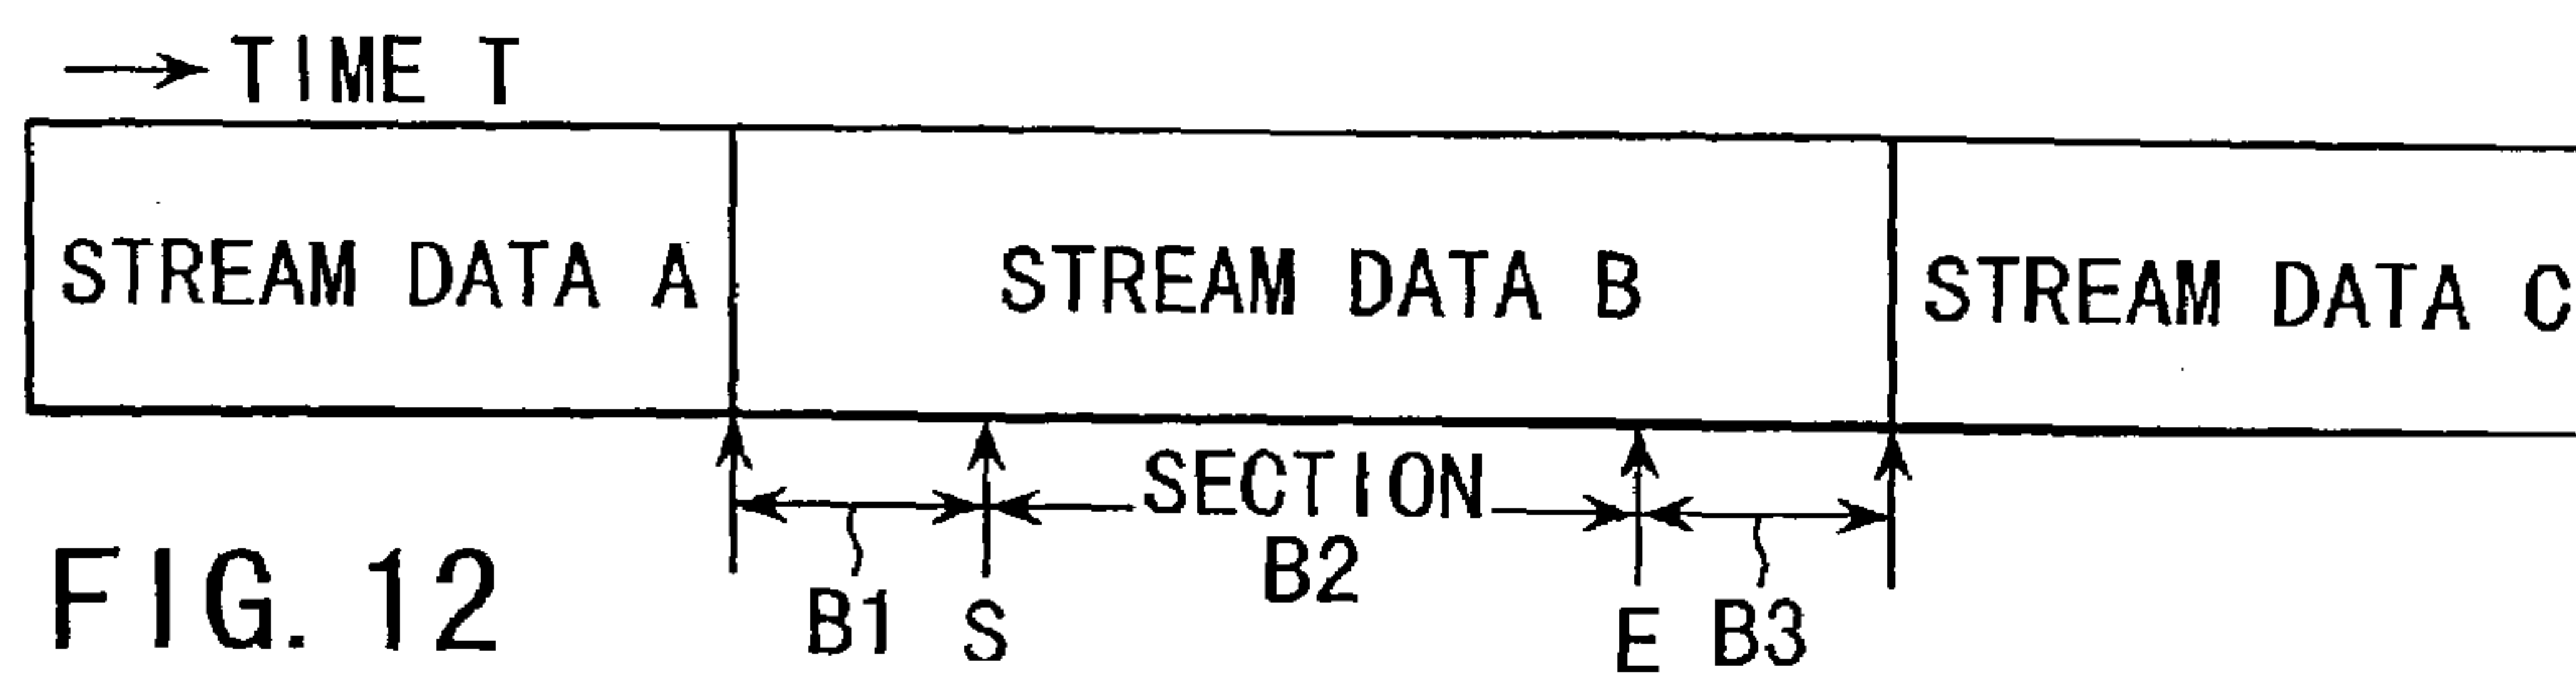 TIME T
STREAM DATA A
STREAM DATA B
STREAM DATA C
SECTION
B2
B1
S
E
B3
FIG. 12